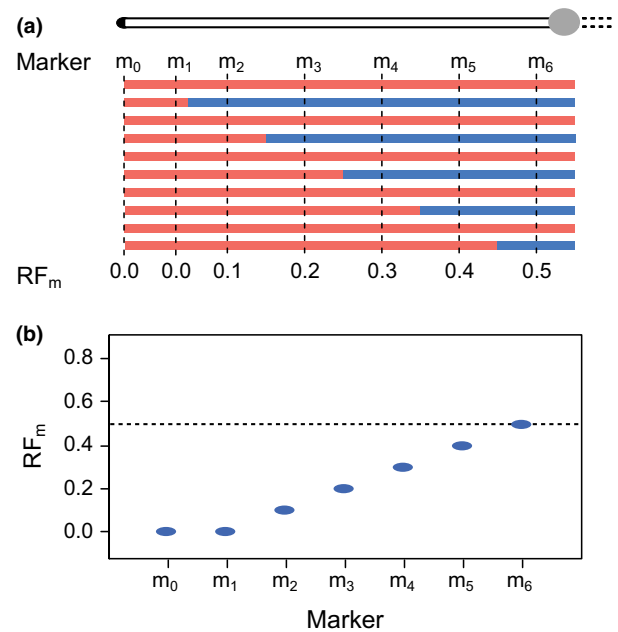 (a)
Marker m₀ m₁ m₂ m₃ m₄ m₅ m₆
RFₘ 0.0 0.0 0.1 0.2 0.3 0.4 0.5
(b)
0.8
0.6
0.4
0.2
0.0
RFₘ
m₀ m₁ m₂ m₃ m₄ m₅ m₆
Marker